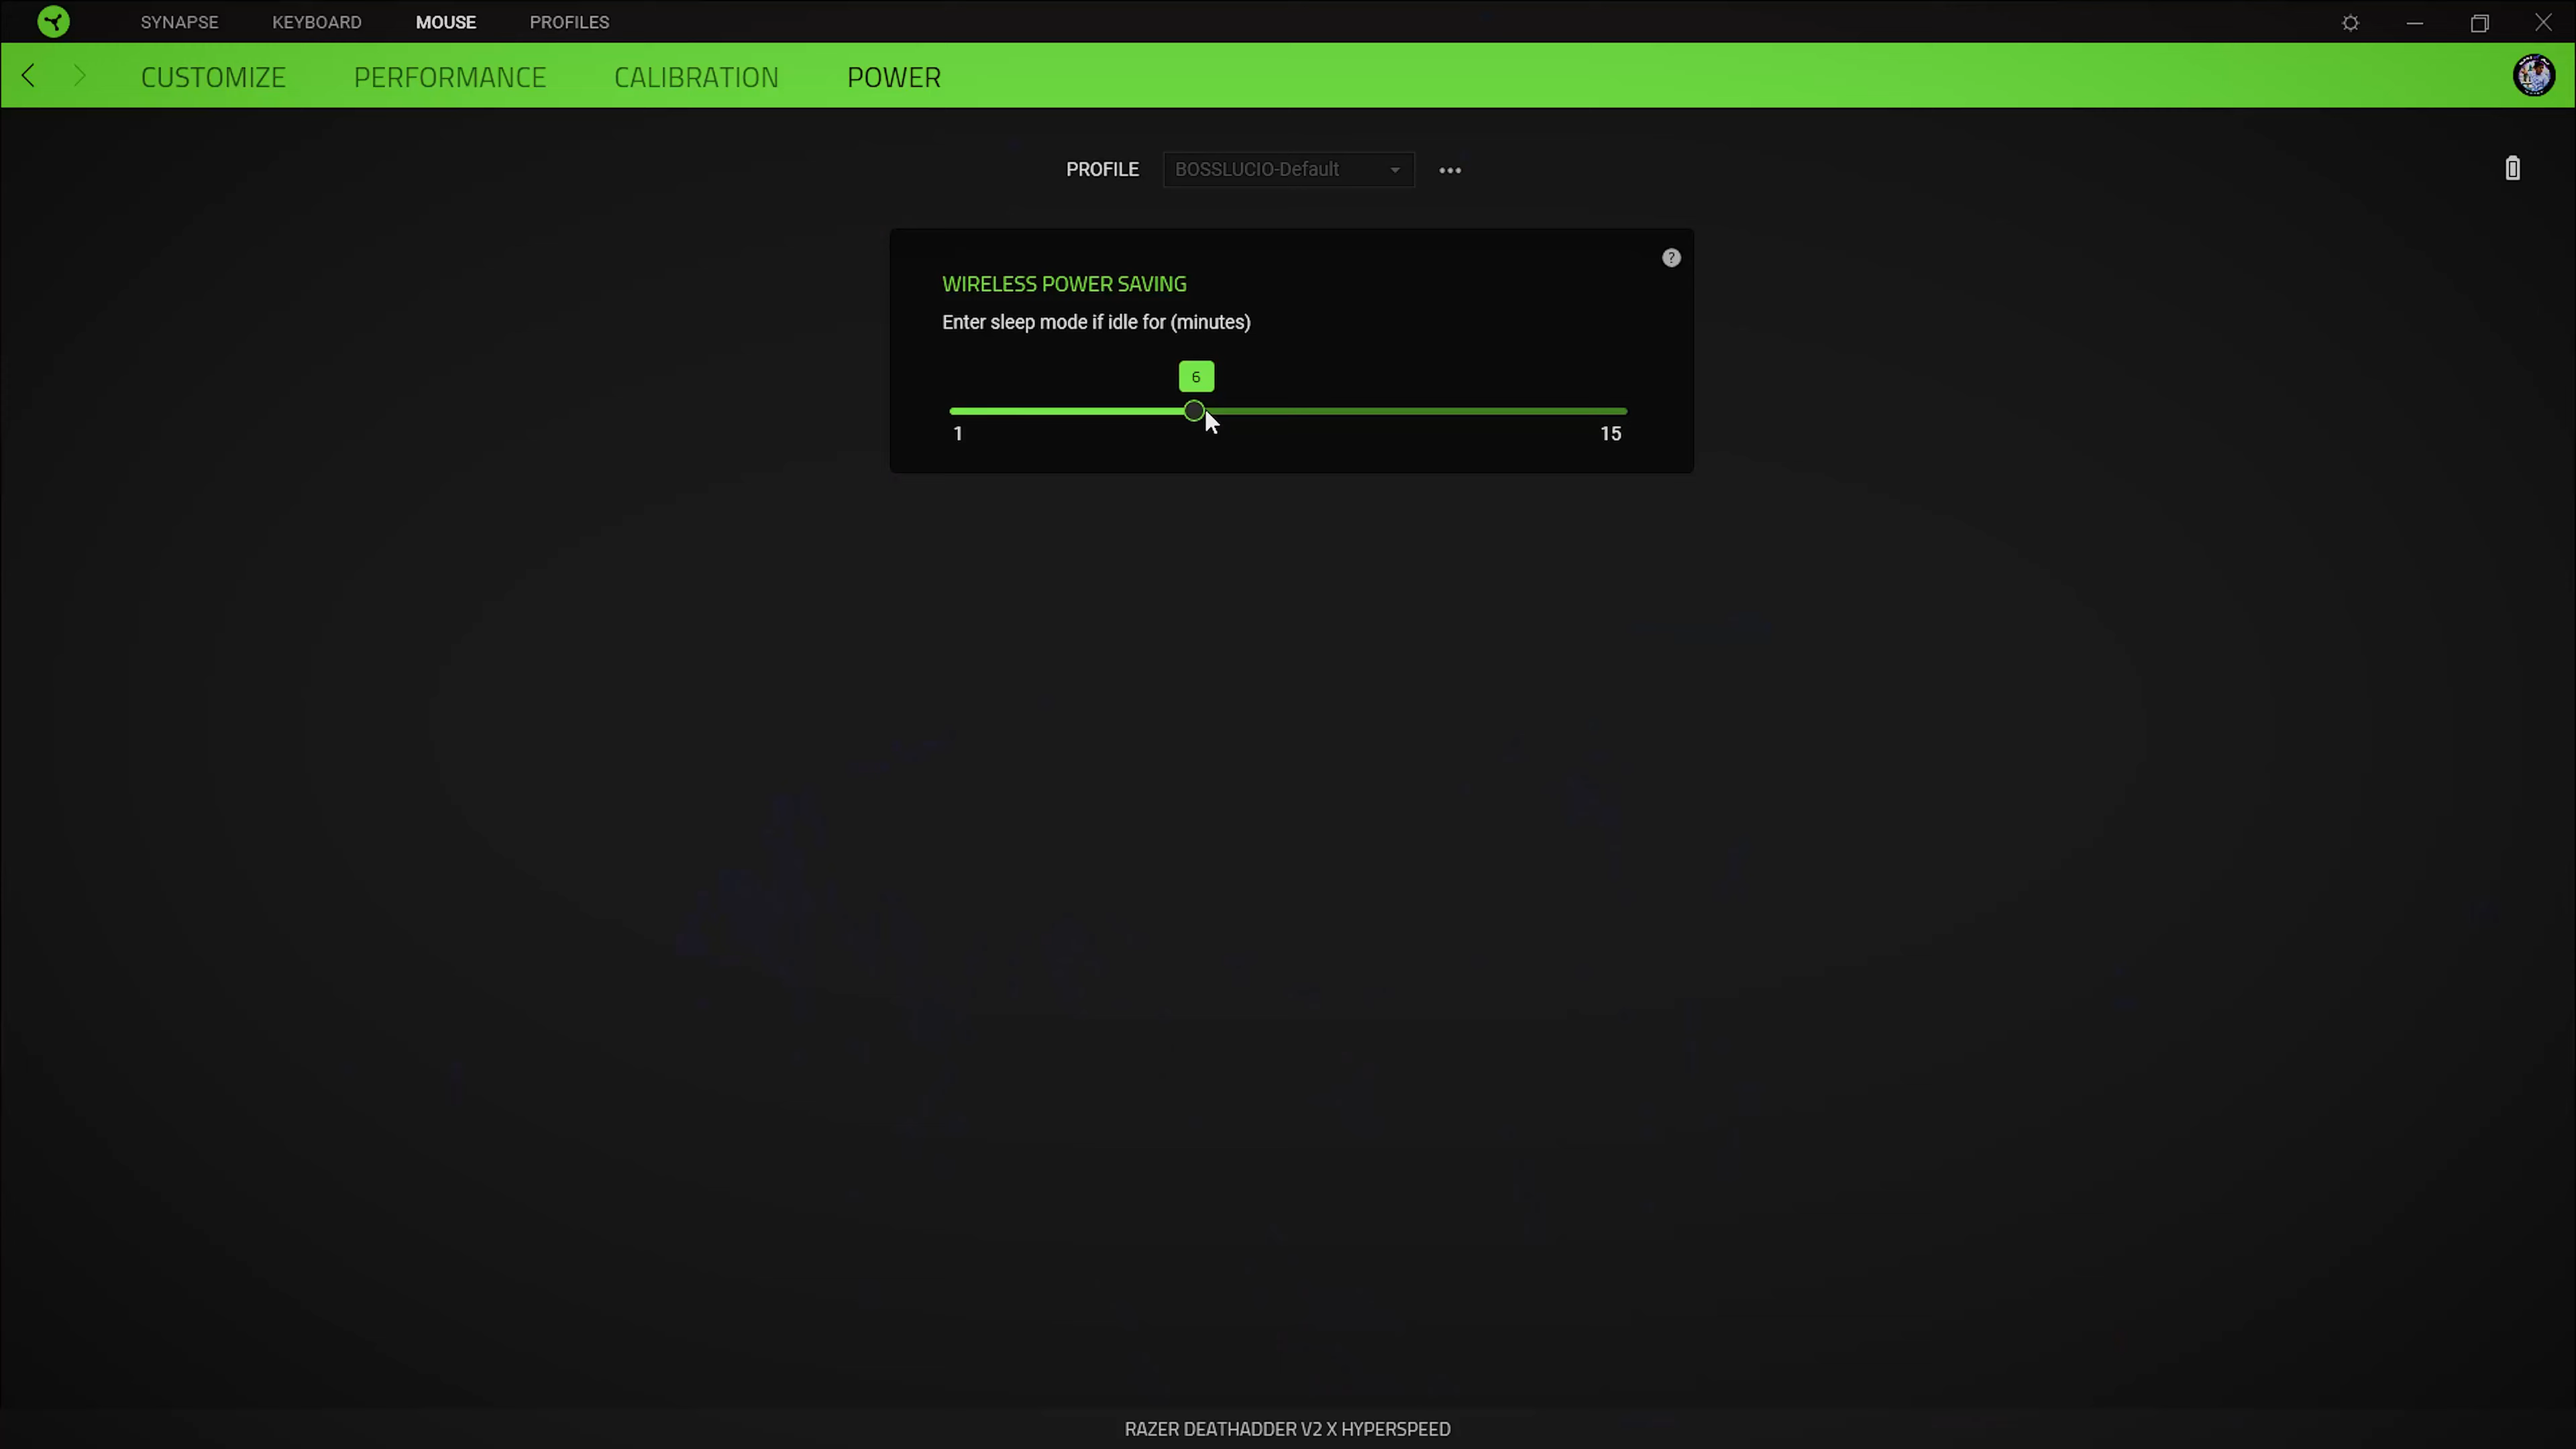 SYNAPSE KEYBOARD MOUSE PROFILES
CUSTOMIZE PERFORMANCE CALIBRATION POWER
PROFILE BOSSLUCIO-Default
?
WIRELESS POWER SAVING
Enter sleep mode if idle for (minutes)
6
1 15
RAZER DEATHADDER V2 X HYPERSPEED